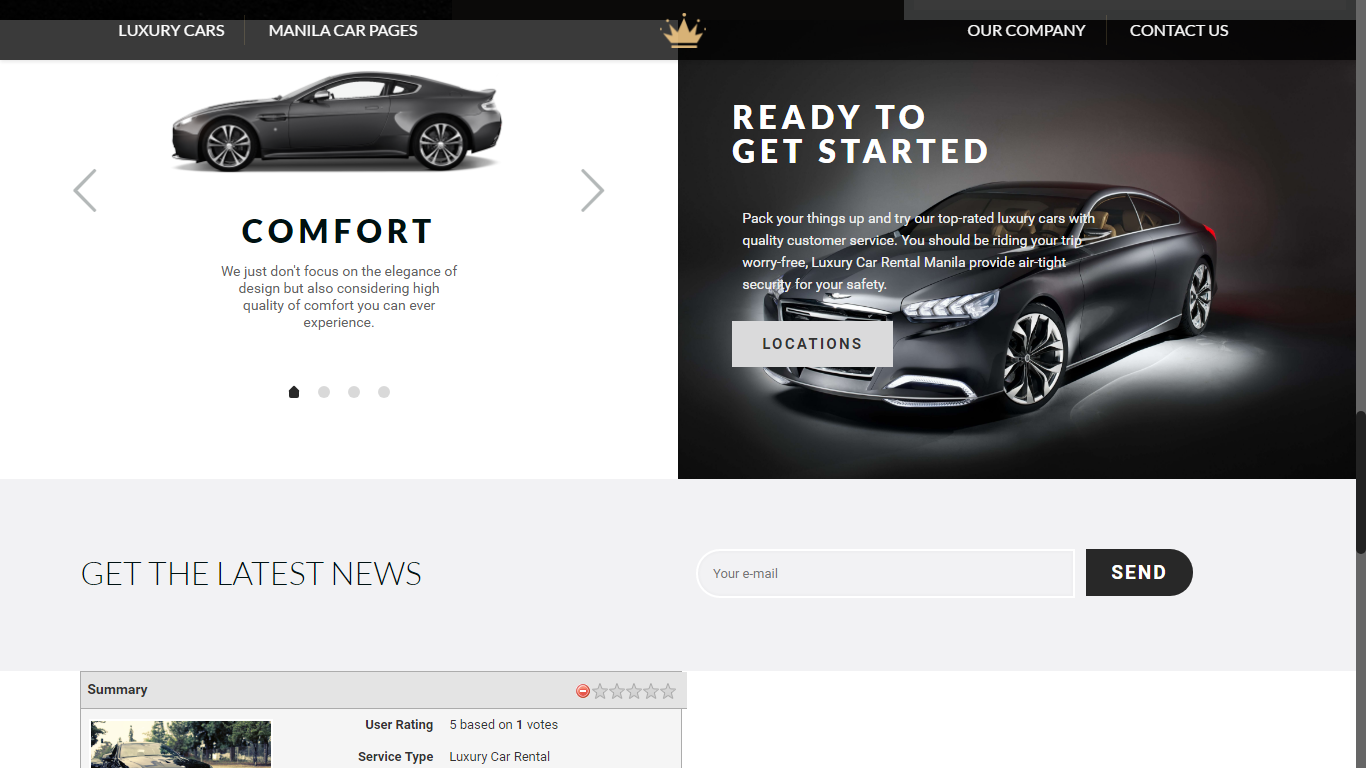 LUXURY CARS
MANILA CAR PAGES
OUR COMPANY
CONTACT US
COMFORT
We just don't focus on the elegance of
design but also considering high
quality of comfort you can ever
experience.
READY TO
GET STARTED
Pack your things up and try our top-rated luxury cars with
quality customer service. You should be riding your trip
worry-free, Luxury Car Rental Manila provide air-tight
security for your safety.
LOCATIONS
GET THE LATEST NEWS
Your e-mail
SEND
Summary
User Rating 5 based on 1 votes
Service Type Luxury Car Rental